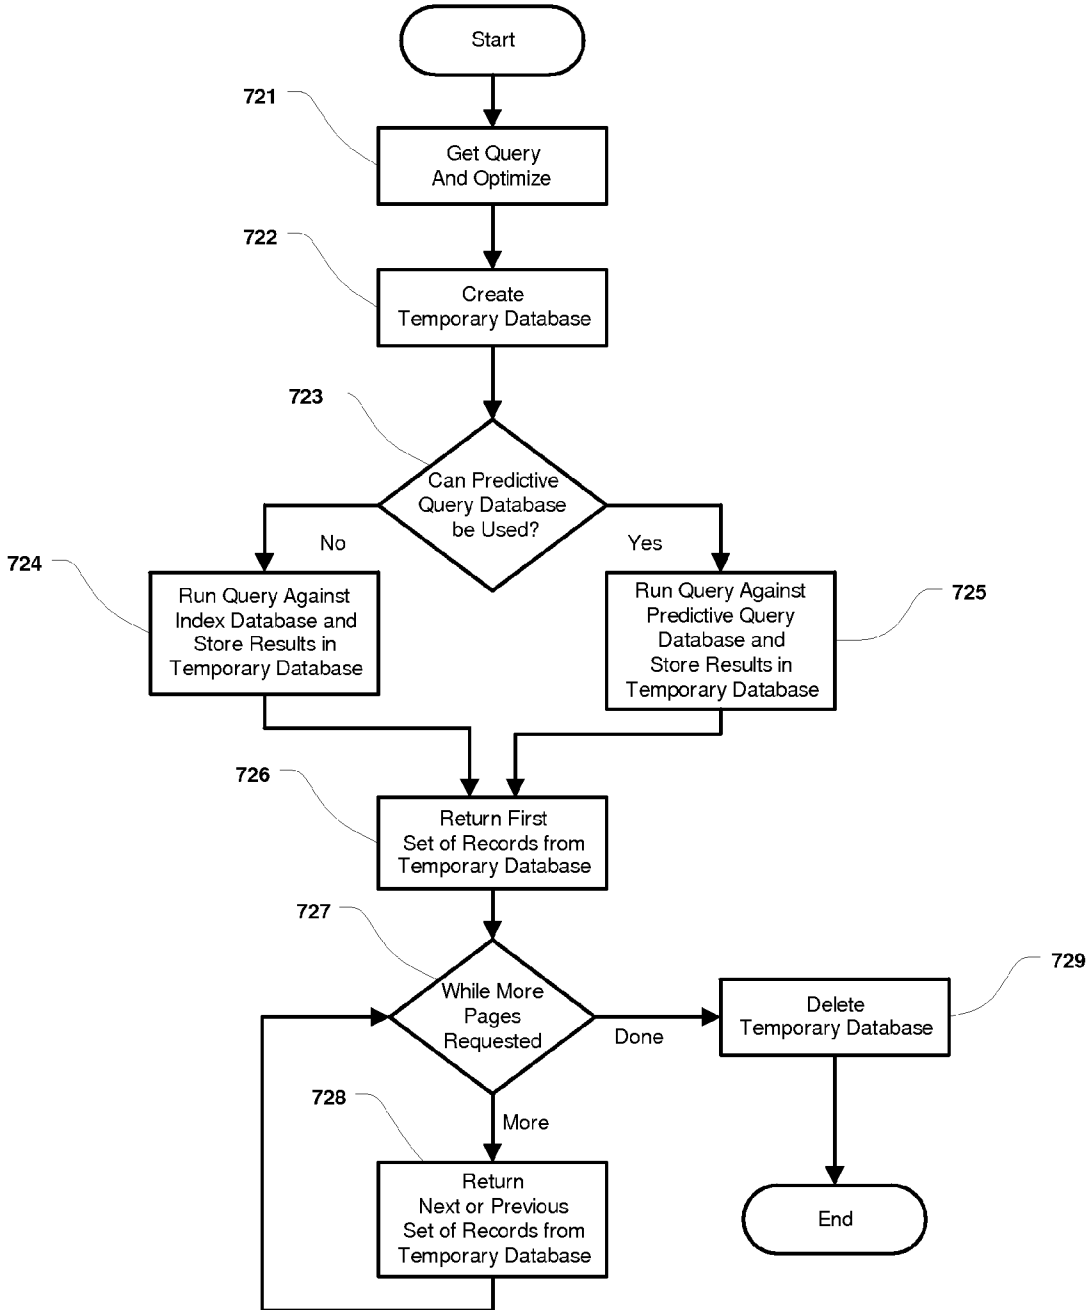 Start
721
Get Query
And Optimize
722
Create
Temporary Database
723
Can Predictive
Query Database
be Used?
No
Yes
724
Run Query Against
Index Database and
Store Results in
Temporary Database
725
Run Query Against
Predictive Query
Database and
Store Results in
Temporary Database
726
Return First
Set of Records from
Temporary Database
727
While More
Pages
Requested
Done
729
Delete
Temporary Database
728
More
Return
Next or Previous
Set of Records from
Temporary Database
End